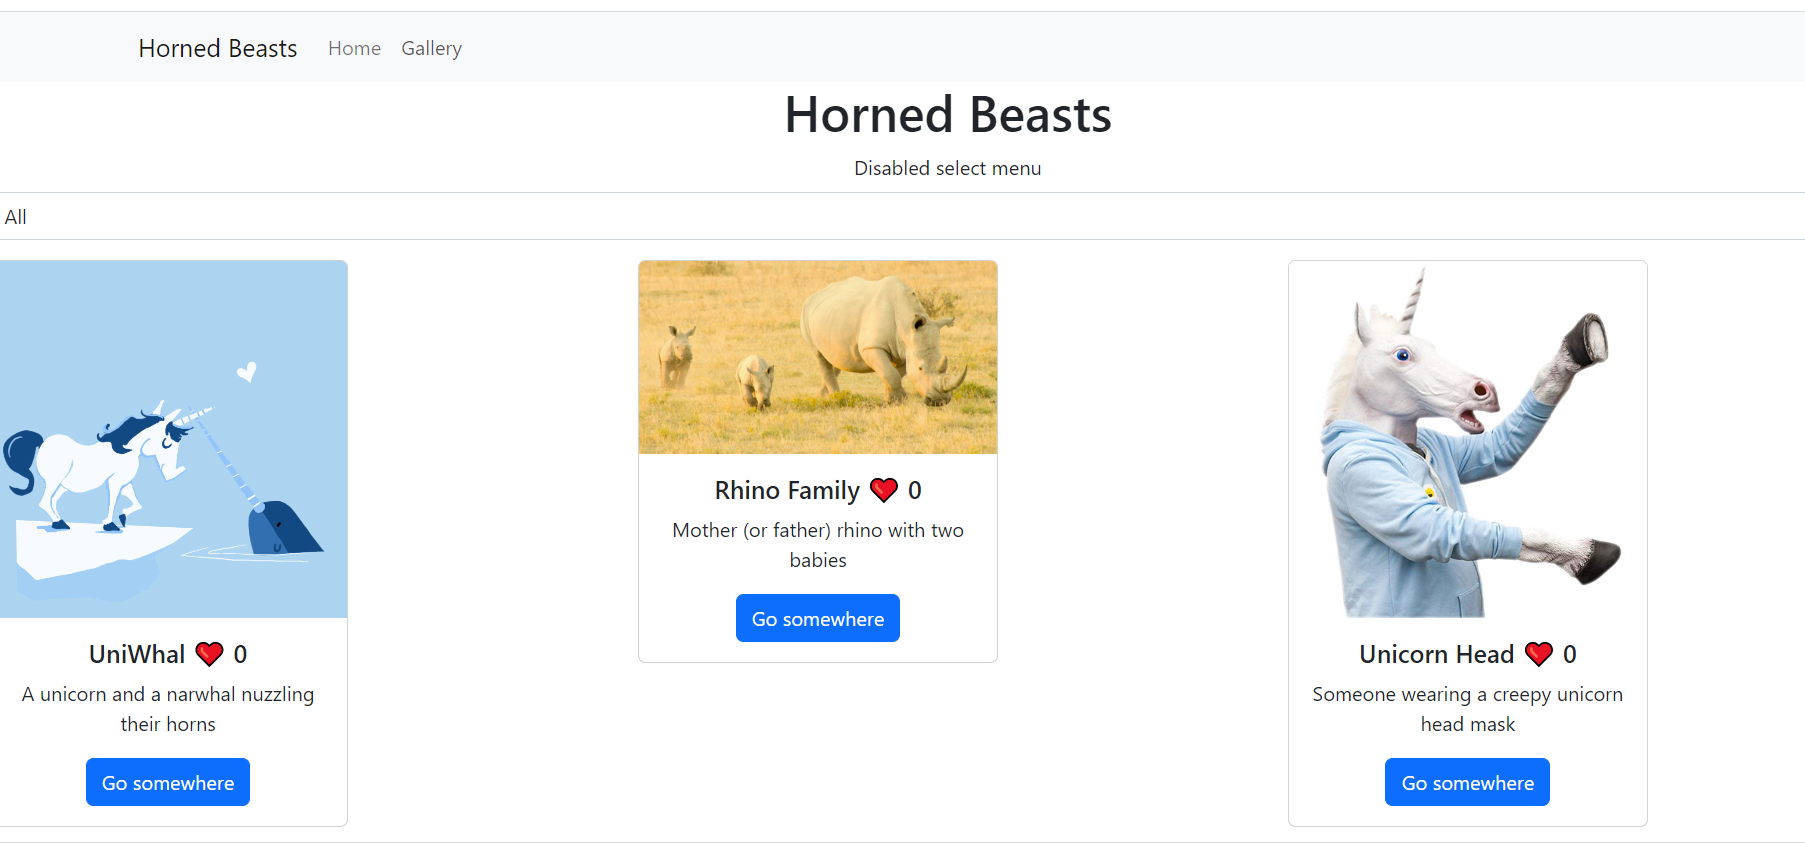 Horned Beasts Home Gallery
Horned Beasts
Disabled select menu
All
UniWhal ❤️ 0
A unicorn and a narwhal nuzzling
their horns
Go somewhere
Rhino Family ❤️ 0
Mother (or father) rhino with two
babies
Go somewhere
Unicorn Head ❤️ 0
Someone wearing a creepy unicorn
head mask
Go somewhere